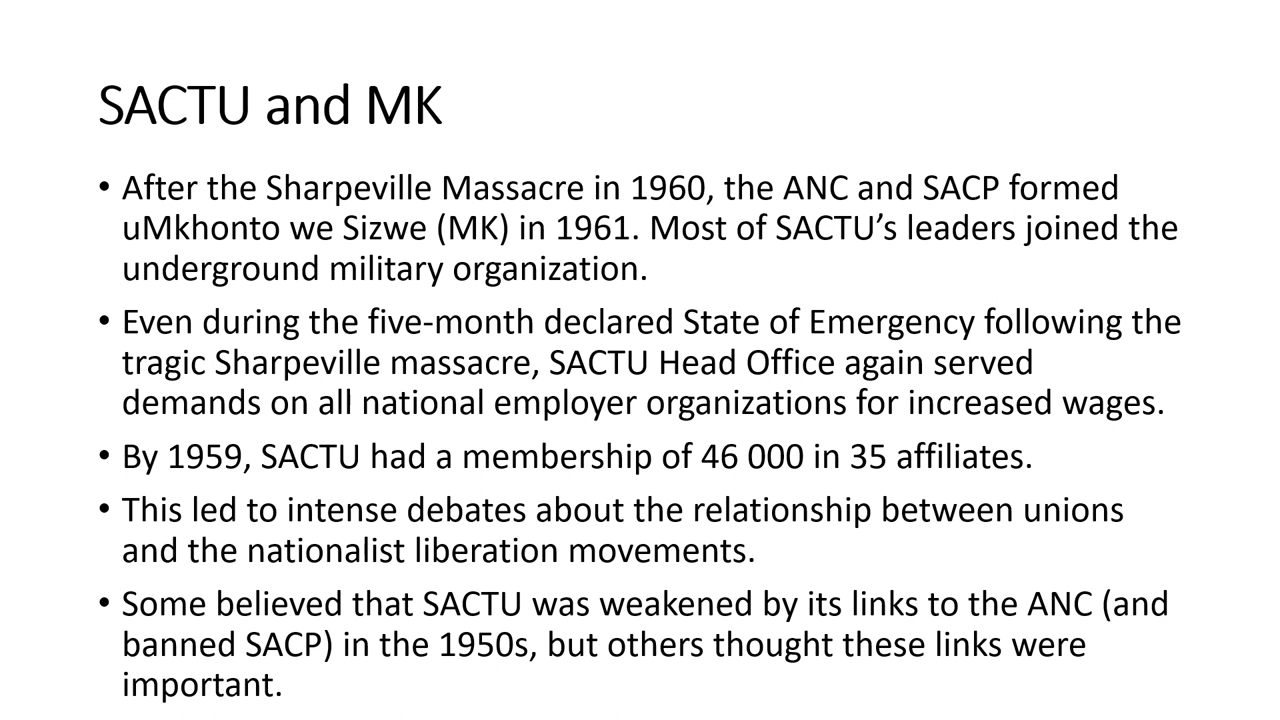 SACTU and MK
• After the Sharpeville Massacre in 1960, the ANC and SACP formed
uMkhonto we Sizwe (MK) in 1961. Most of SACTU’s leaders joined the
underground military organization.
• Even during the five-month declared State of Emergency following the
tragic Sharpeville massacre, SACTU Head Office again served
demands on all national employer organizations for increased wages.
• By 1959, SACTU had a membership of 46 000 in 35 affiliates.
• This led to intense debates about the relationship between unions
and the nationalist liberation movements.
• Some believed that SACTU was weakened by its links to the ANC (and
banned SACP) in the 1950s, but others thought these links were
important.